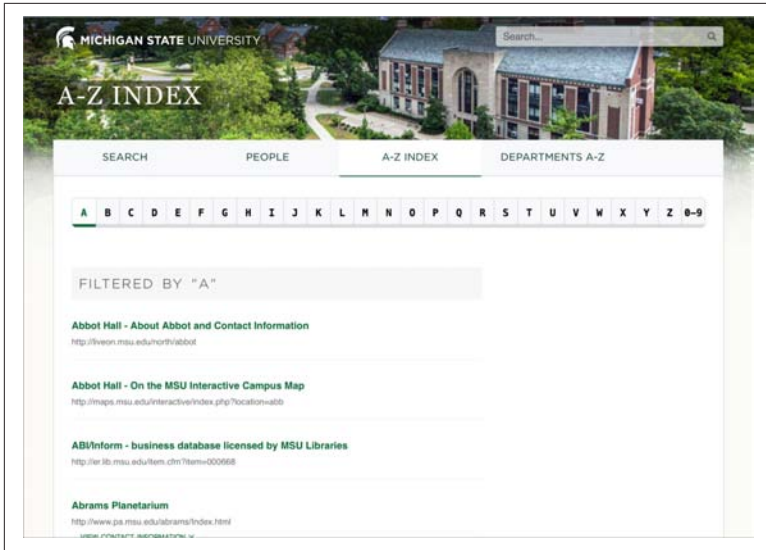 MICHIGAN STATE UNIVERSITY
Search...
A-Z INDEX
SEARCH PEOPLE A-Z INDEX DEPARTMENTS A-Z
A B C D E F G H I J K L M N O P Q R S T U V W X Y Z 0-9
FILTERED BY "A"
Abbot Hall - About Abbot and Contact Information
http://liveon.msu.edu/north/abbot
Abbot Hall - On the MSU Interactive Campus Map
http://maps.msu.edu/interactive/index.php?location=abb
ABI/Inform - business database licensed by MSU Libraries
http://er.lib.msu.edu/item.cfm?item=000668
Abrams Planetarium
http://www.pa.msu.edu/abrams/Index.html
VIEW CONTACT INFORMATION